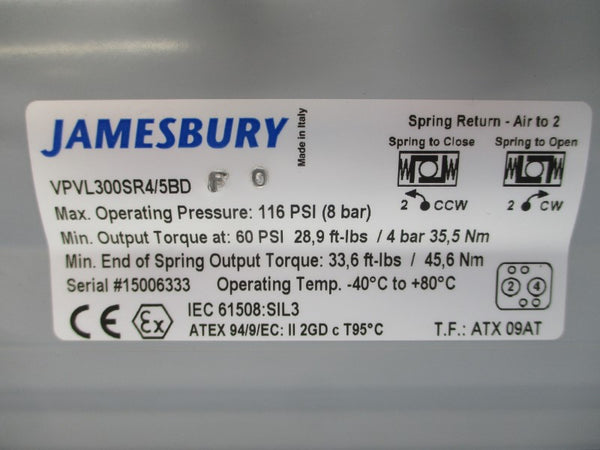 JAMESBURY
Made in Italy
VPVL300SR4/5BD F O
Max. Operating Pressure: 116 PSI (8 bar)
Min. Output Torque at: 60 PSI 28,9 ft-lbs / 4 bar 35,5 Nm
Min. End of Spring Output Torque: 33,6 ft-lbs / 45,6 Nm
Serial #15006333 Operating Temp. -40°C to +80°C
CE Ex IEC 61508:SIL3
ATEX 94/9/EC: II 2GD c T95°C
Spring Return - Air to 2
Spring to Close Spring to Open
2 CCW 2 CW
2 4
T.F.: ATX 09AT